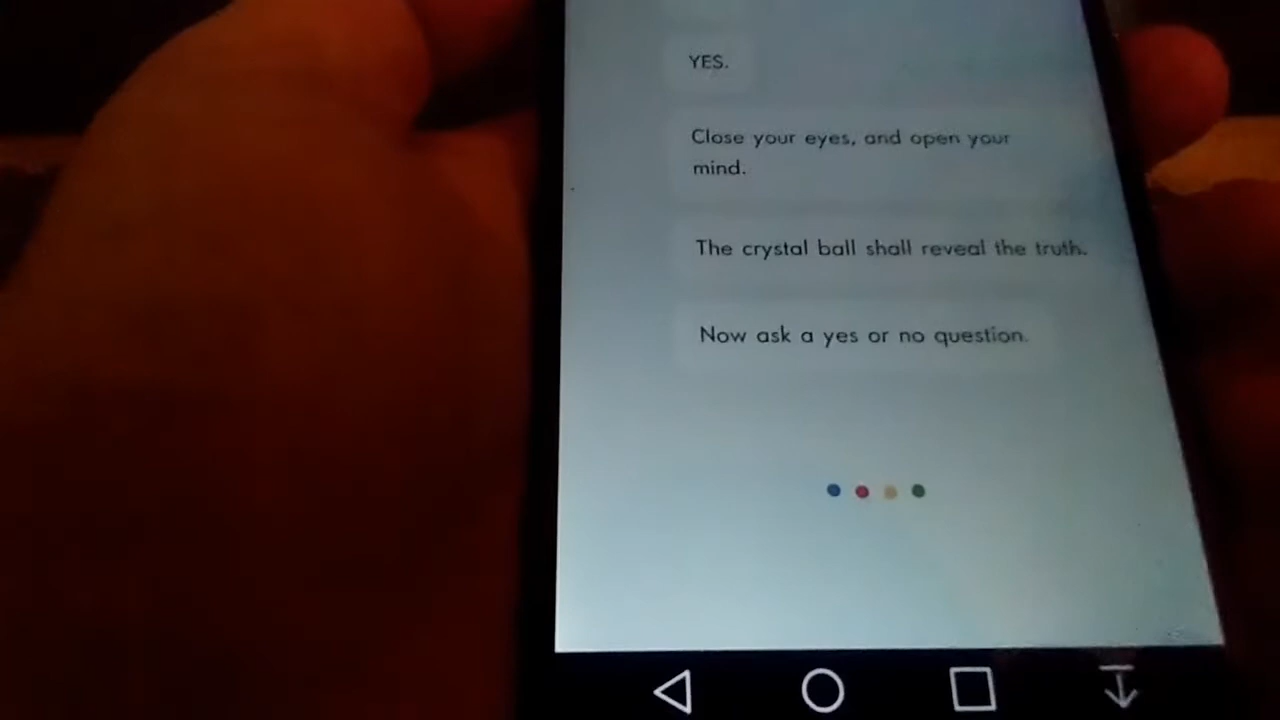 YES.
Close your eyes, and open your
mind.
The crystal ball shall reveal the truth.
Now ask a yes or no question.